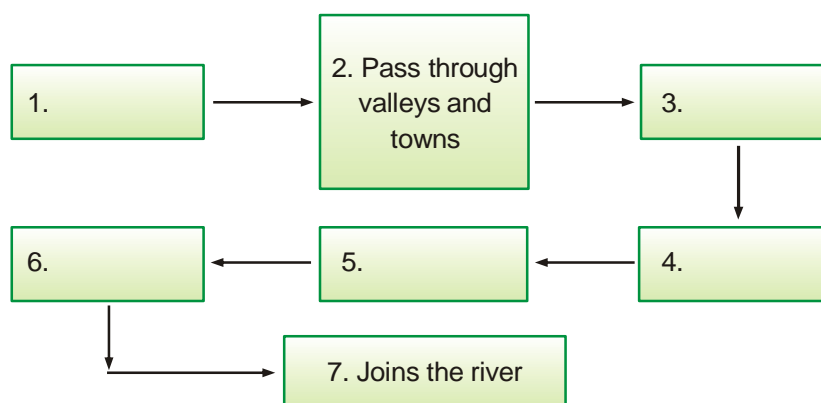 1.
2. Pass through
valleys and
towns
3.
4.
5.
6.
7. Joins the river